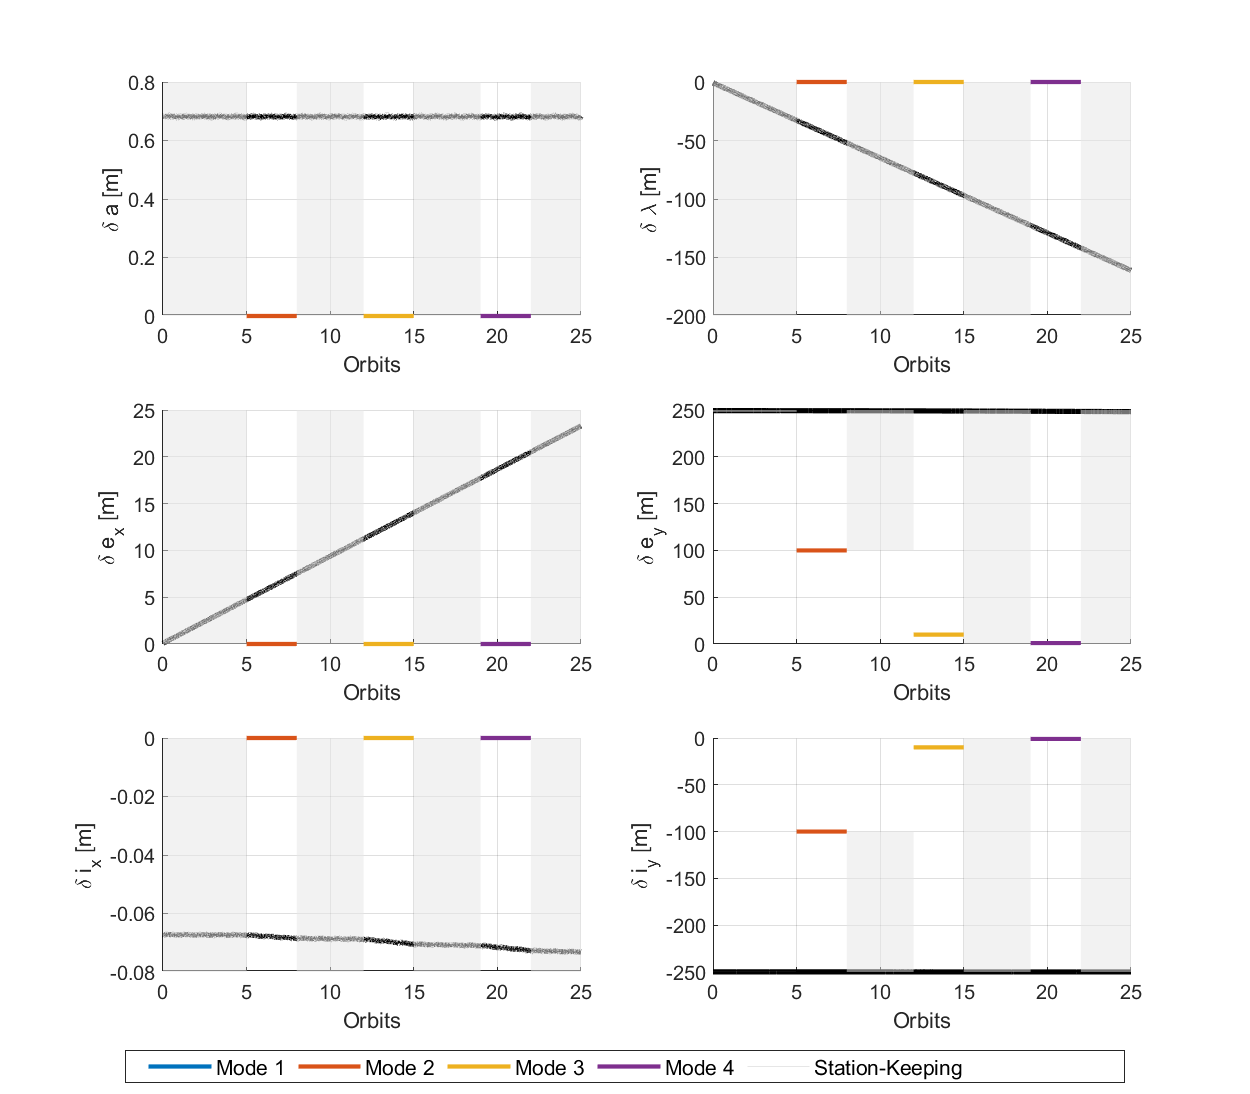 0.8
0.6
0.4
0.2
0
δ a [m]
0 5 10 15 20 25
Orbits
0
-50
-100
-150
-200
δ λ [m]
0 5 10 15 20 25
Orbits
25
20
15
10
5
0
δ e_x [m]
0 5 10 15 20 25
Orbits
250
200
150
100
50
0
δ e_y [m]
0 5 10 15 20 25
Orbits
0
-0.02
-0.04
-0.06
-0.08
δ i_x [m]
0 5 10 15 20 25
Orbits
0
-50
-100
-150
-200
-250
δ i_y [m]
0 5 10 15 20 25
Orbits
Mode 1 Mode 2 Mode 3 Mode 4 Station-Keeping